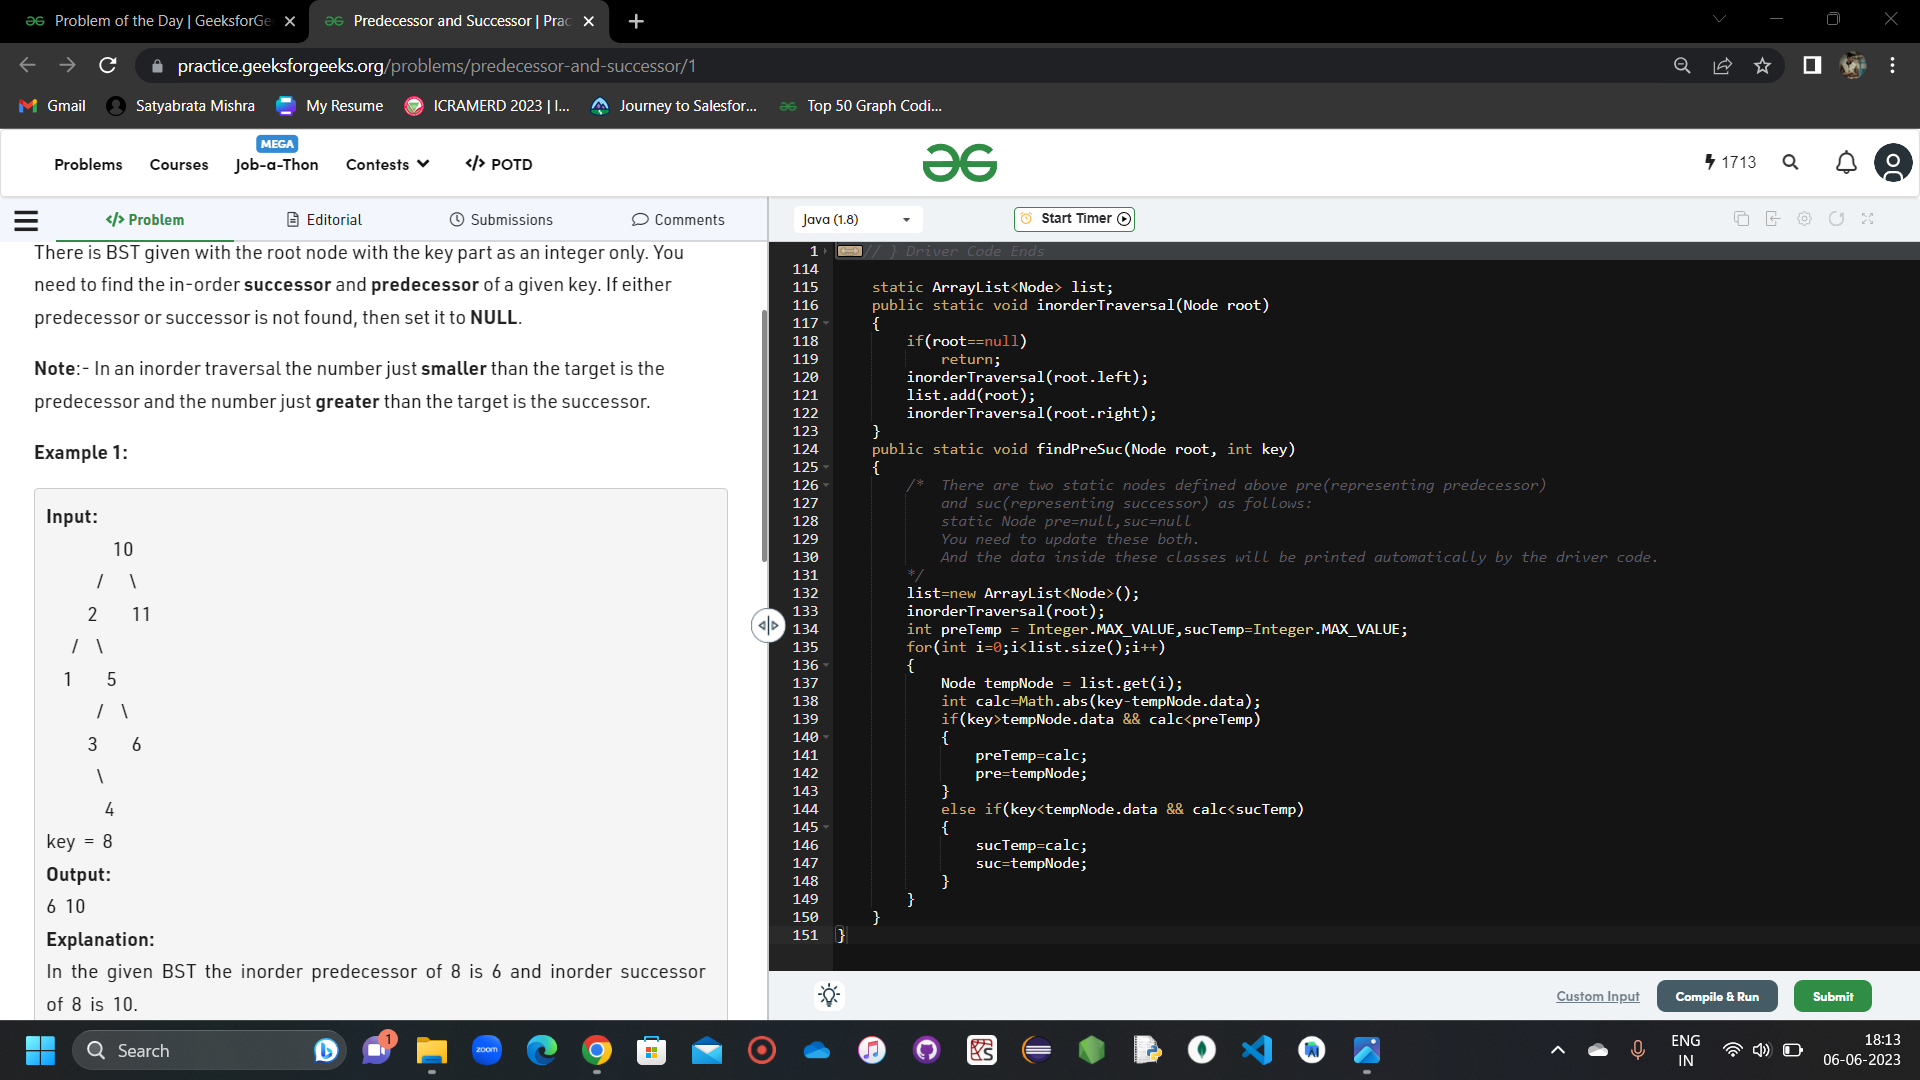 Problem of the Day | GeeksforGe
Predecessor and Successor | Prac
practice.geeksforgeeks.org/problems/predecessor-and-successor/1
Gmail
Satyabrata Mishra
My Resume
ICRAMERD 2023 | I...
Journey to Salesfor...
Top 50 Graph Codi...
Problems
Courses
MEGA
Job-a-Thon
Contests
</> POTD
1713
</> Problem
Editorial
Submissions
Comments
There is BST given with the root node with the key part as an integer only. You
need to find the in-order successor and predecessor of a given key. If either
predecessor or successor is not found, then set it to NULL.
Note:- In an inorder traversal the number just smaller than the target is the
predecessor and the number just greater than the target is the successor.
Example 1:
Input:
10
/ \
2 11
/ \
1 5
/ \
3 6
\
4
key = 8
Output:
6 10
Explanation:
In the given BST the inorder predecessor of 8 is 6 and inorder successor
of 8 is 10.
Java (1.8)
Start Timer
1 // } Driver Code Ends
114
115 static ArrayList<Node> list;
116 public static void inorderTraversal(Node root)
117 {
118 if(root==null)
119 return;
120 inorderTraversal(root.left);
121 list.add(root);
122 inorderTraversal(root.right);
123 }
124 public static void findPreSuc(Node root, int key)
125 {
126 /* There are two static nodes defined above pre(representing predecessor)
127 and suc(representing successor) as follows:
128 static Node pre=null,suc=null
129 You need to update these both.
130 And the data inside these classes will be printed automatically by the driver code.
131 */
132 list=new ArrayList<Node>();
133 inorderTraversal(root);
134 int preTemp = Integer.MAX_VALUE,sucTemp=Integer.MAX_VALUE;
135 for(int i=0;i<list.size();i++)
136 {
137 Node tempNode = list.get(i);
138 int calc=Math.abs(key-tempNode.data);
139 if(key>tempNode.data && calc<preTemp)
140 {
141 preTemp=calc;
142 pre=tempNode;
143 }
144 else if(key<tempNode.data && calc<sucTemp)
145 {
146 sucTemp=calc;
147 suc=tempNode;
148 }
149 }
150 }
151 }
Custom Input
Compile & Run
Submit
Search
1
zoom
ENG
IN
18:13
06-06-2023